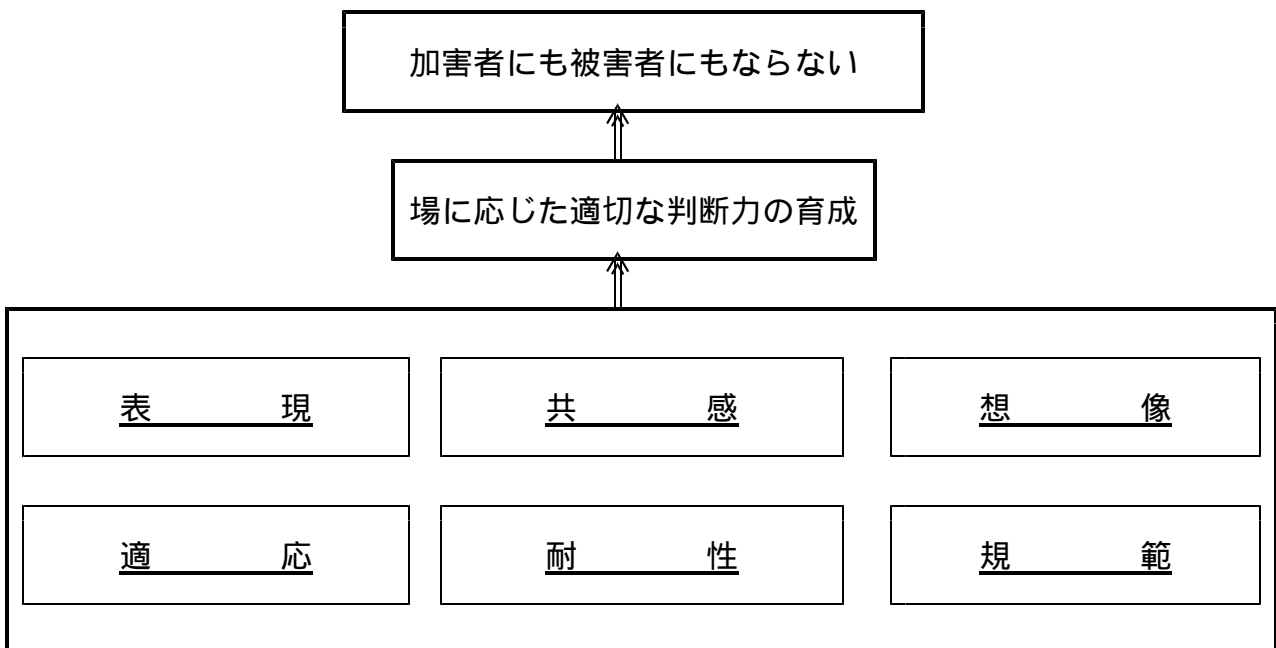 加害者にも被害者にもならない
場に応じた適切な判断力の育成
表現 共感 想像
適応 耐性 規範